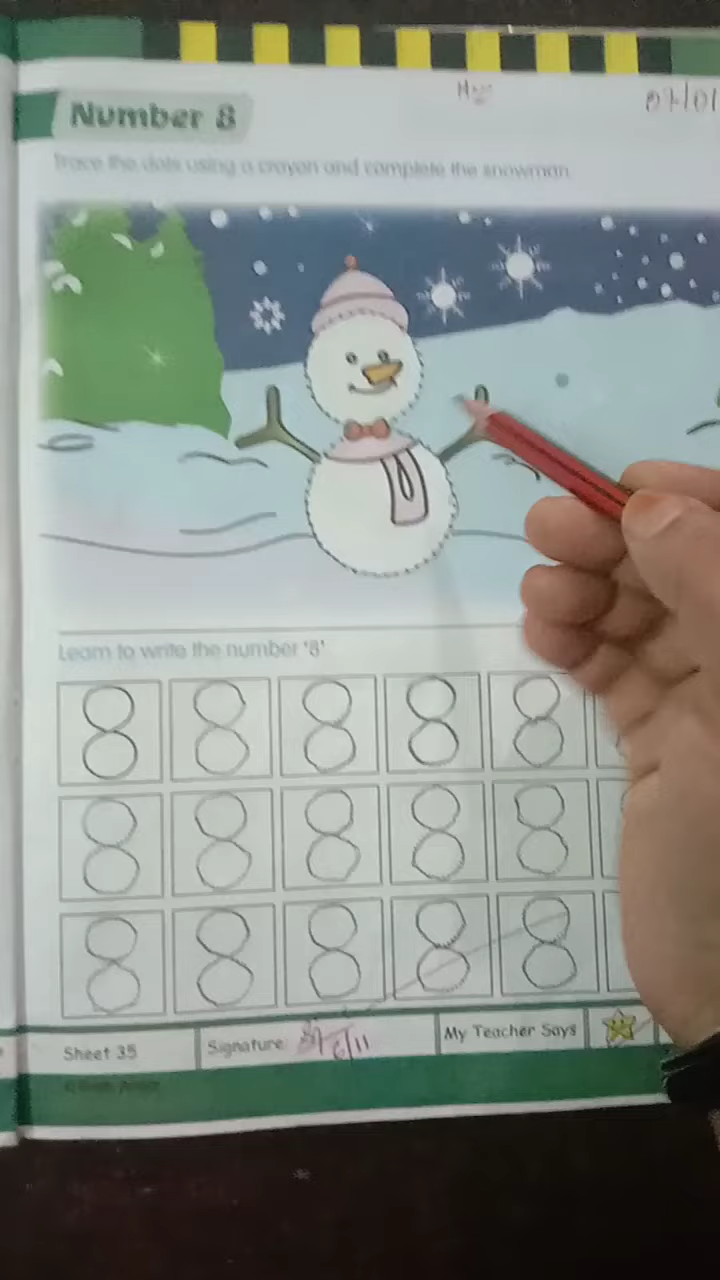 Number 8
07/01
Trace the dots using a crayon and complete the snowman.
Learn to write the number '8'
8 8 8 8 8
8 8 8 8 8
8 8 8 8 8
Sheet 35 Signature: My Teacher Says